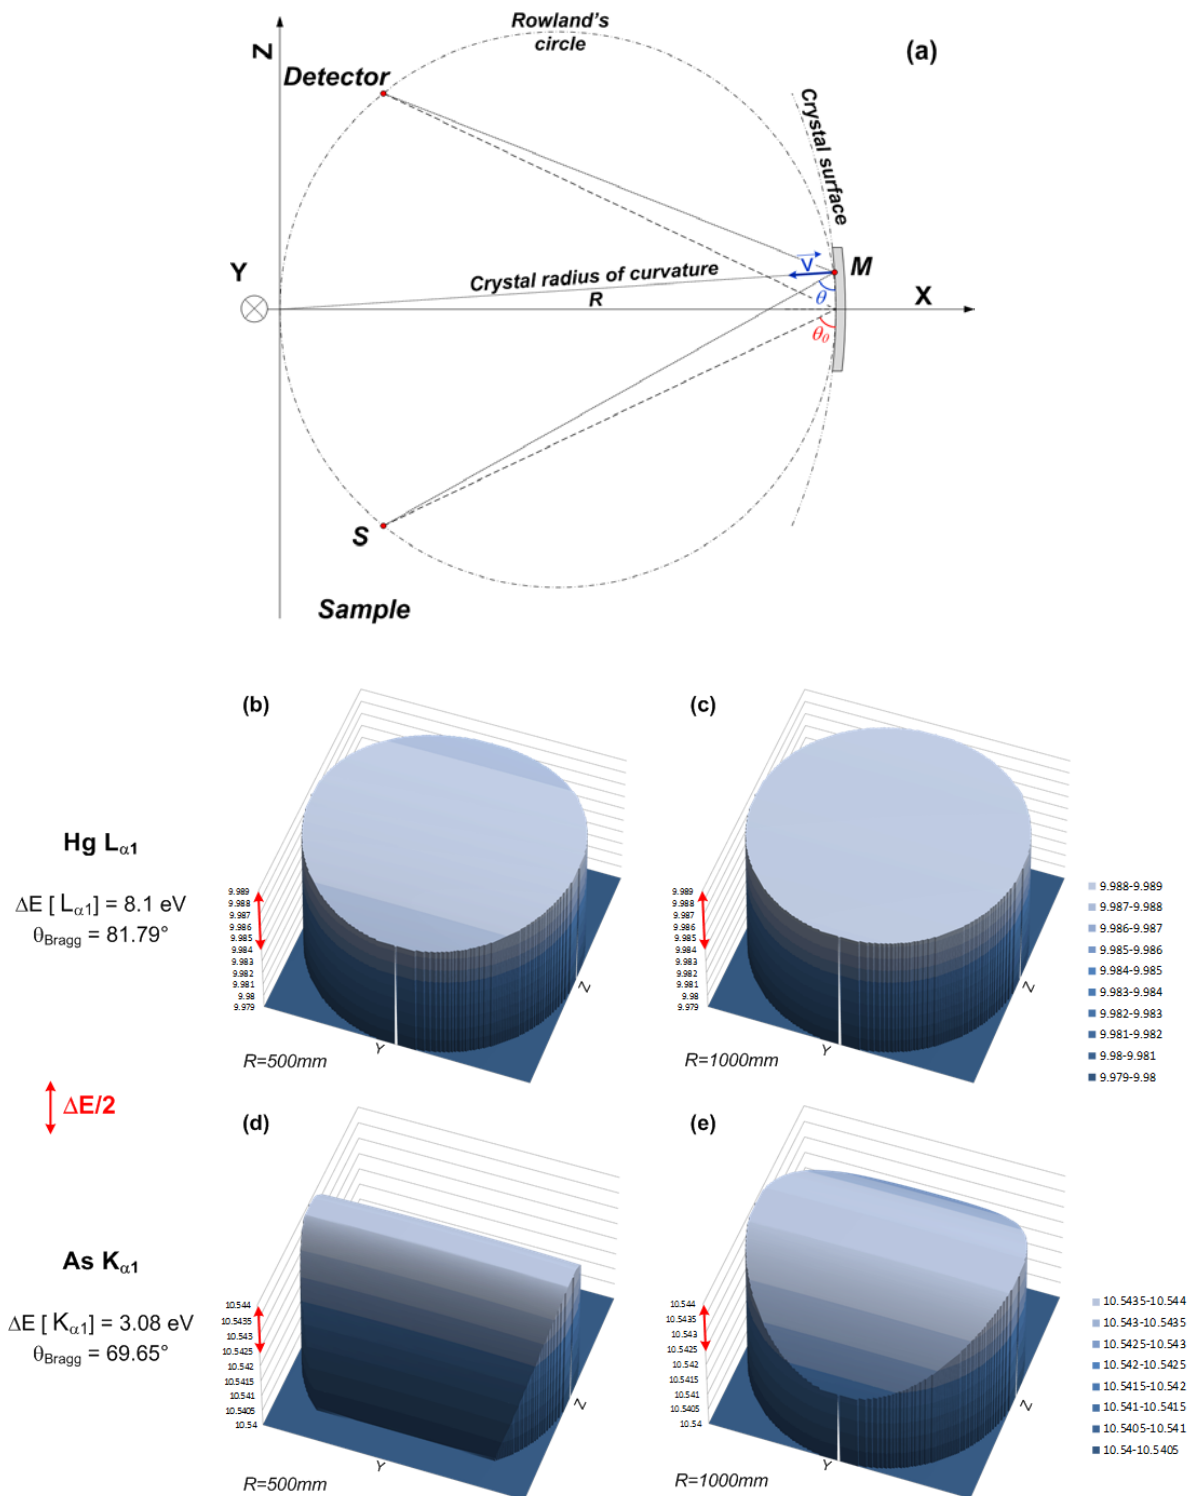 Rowland's
circle
(a)
Z
Detector
Crystal surface
V
M
Y
Crystal radius of curvature
R
θ
X
θ0
S
Sample
(b)
(c)
Hg Lα1
ΔE [ Lα1] = 8.1 eV
θBragg = 81.79°
9.989
9.988
9.987
9.986
9.985
9.984
9.983
9.982
9.981
9.98
9.979
Y
Z
R=500mm
9.989
9.988
9.987
9.986
9.985
9.984
9.983
9.982
9.981
9.98
9.979
Y
Z
R=1000mm
9.988-9.989
9.987-9.988
9.986-9.987
9.985-9.986
9.984-9.985
9.983-9.984
9.982-9.983
9.981-9.982
9.98-9.981
9.979-9.98
ΔE/2
(d)
(e)
As Kα1
ΔE [ Kα1] = 3.08 eV
θBragg = 69.65°
10.544
10.5435
10.543
10.5425
10.542
10.5415
10.541
10.5405
10.54
Y
Z
R=500mm
10.544
10.5435
10.543
10.5425
10.542
10.5415
10.541
10.5405
10.54
Y
Z
R=1000mm
10.5435-10.544
10.543-10.5435
10.5425-10.543
10.542-10.5425
10.5415-10.542
10.541-10.5415
10.5405-10.541
10.54-10.5405